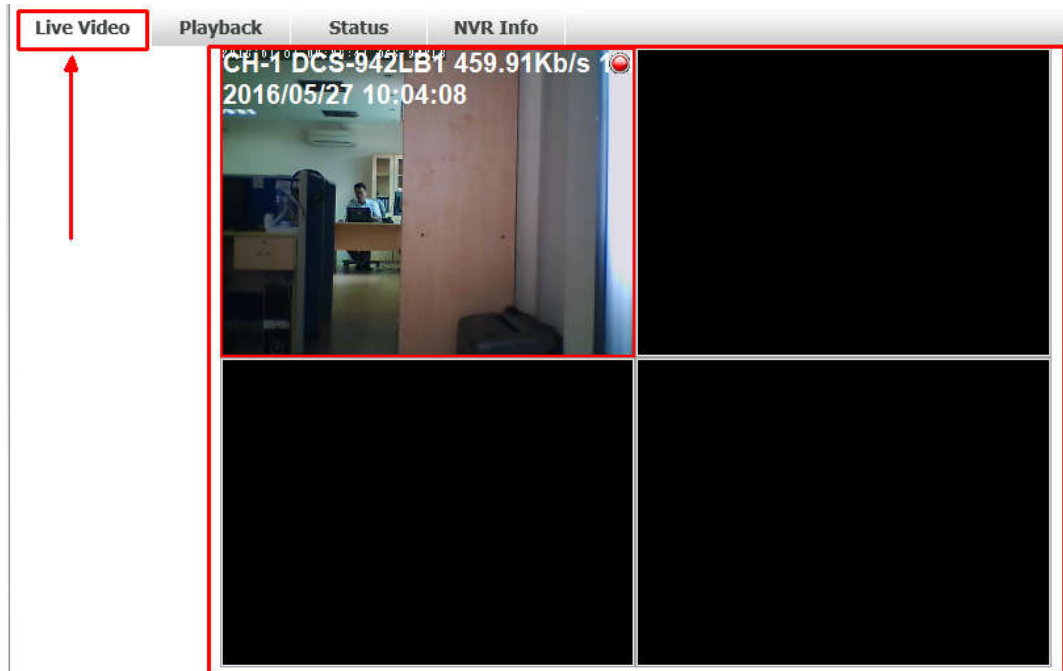 Live Video Playback Status NVR Info
CH-1 DCS-942LB1 459.91Kb/s
2016/05/27 10:04:08